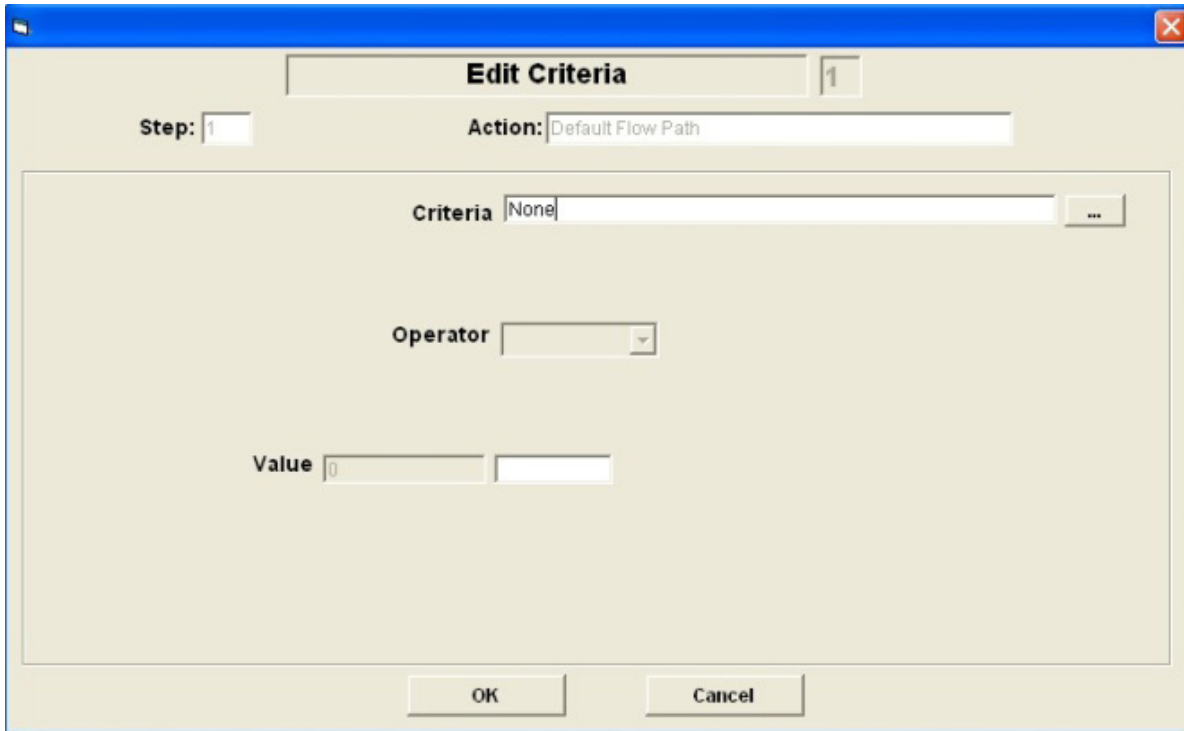 Edit Criteria 1
Step: 1 Action: Default Flow Path
Criteria None ...
Operator
Value 0
OK Cancel